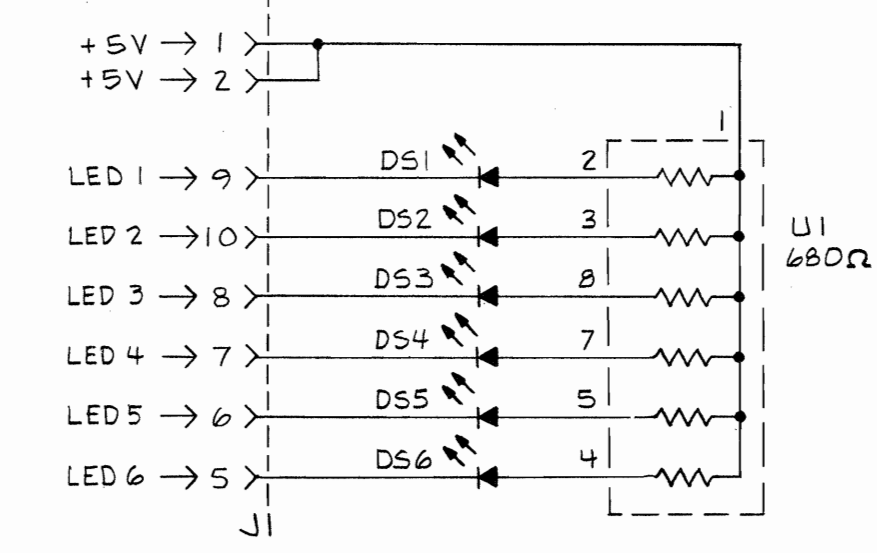 +5V → 1
+5V → 2
1
LED 1 → 9 DS1 2
LED 2 → 10 DS2 3
U1
680Ω
LED 3 → 8 DS3 8
LED 4 → 7 DS4 7
LED 5 → 6 DS5 5
LED 6 → 5 DS6 4
J1